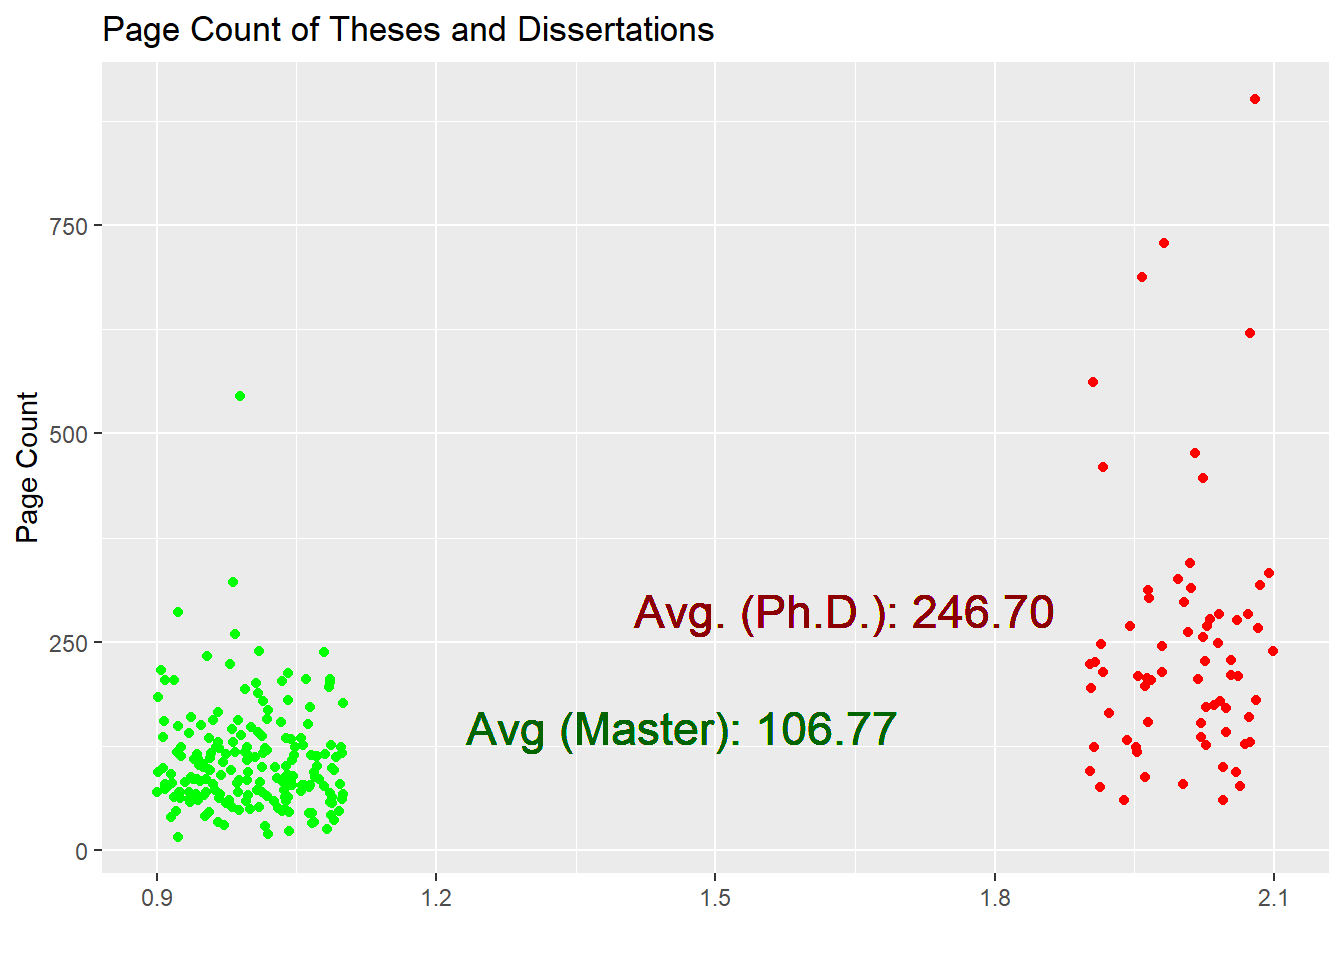 Page Count of Theses and Dissertations
Page Count
750
500
250
0
Avg. (Ph.D.): 246.70
Avg (Master): 106.77
0.9 1.2 1.5 1.8 2.1